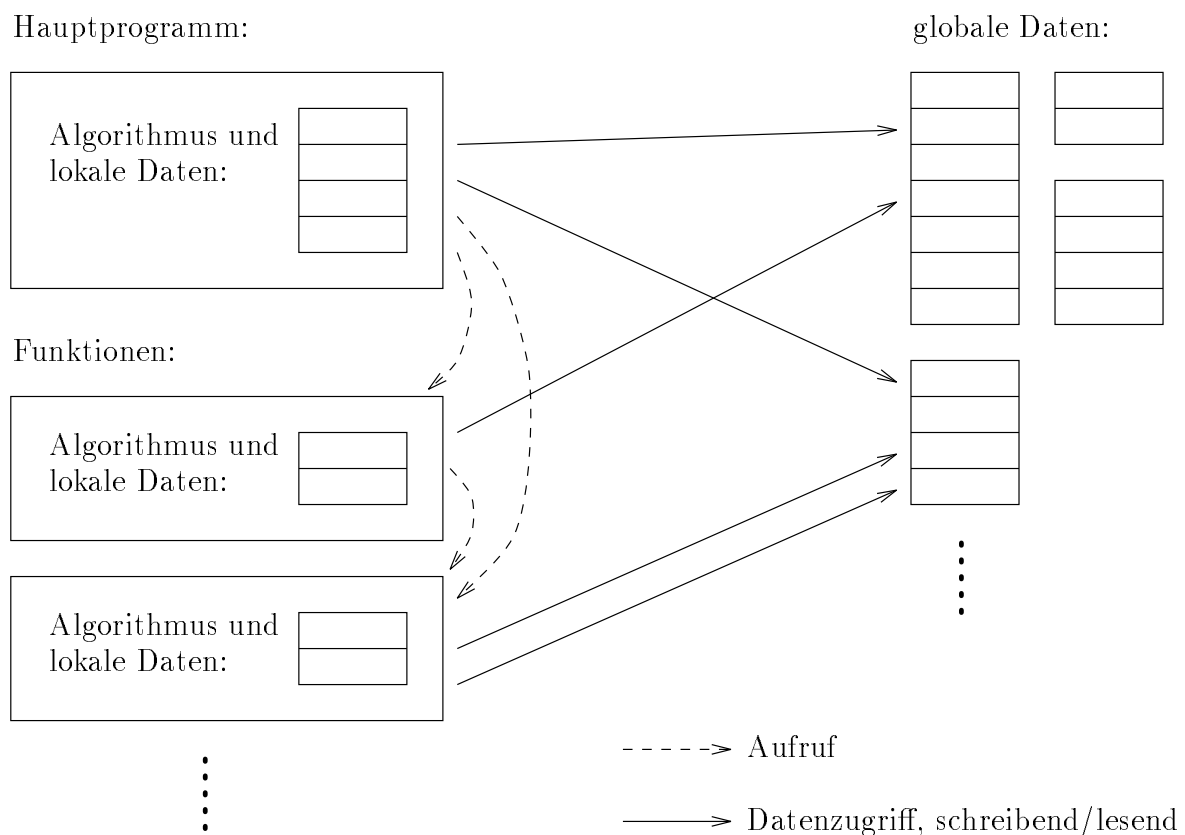 Hauptprogramm:
globale Daten:
Algorithmus und
lokale Daten:
Funktionen:
Algorithmus und
lokale Daten:
Algorithmus und
lokale Daten:
Aufruf
Datenzugriff, schreibend/lesend